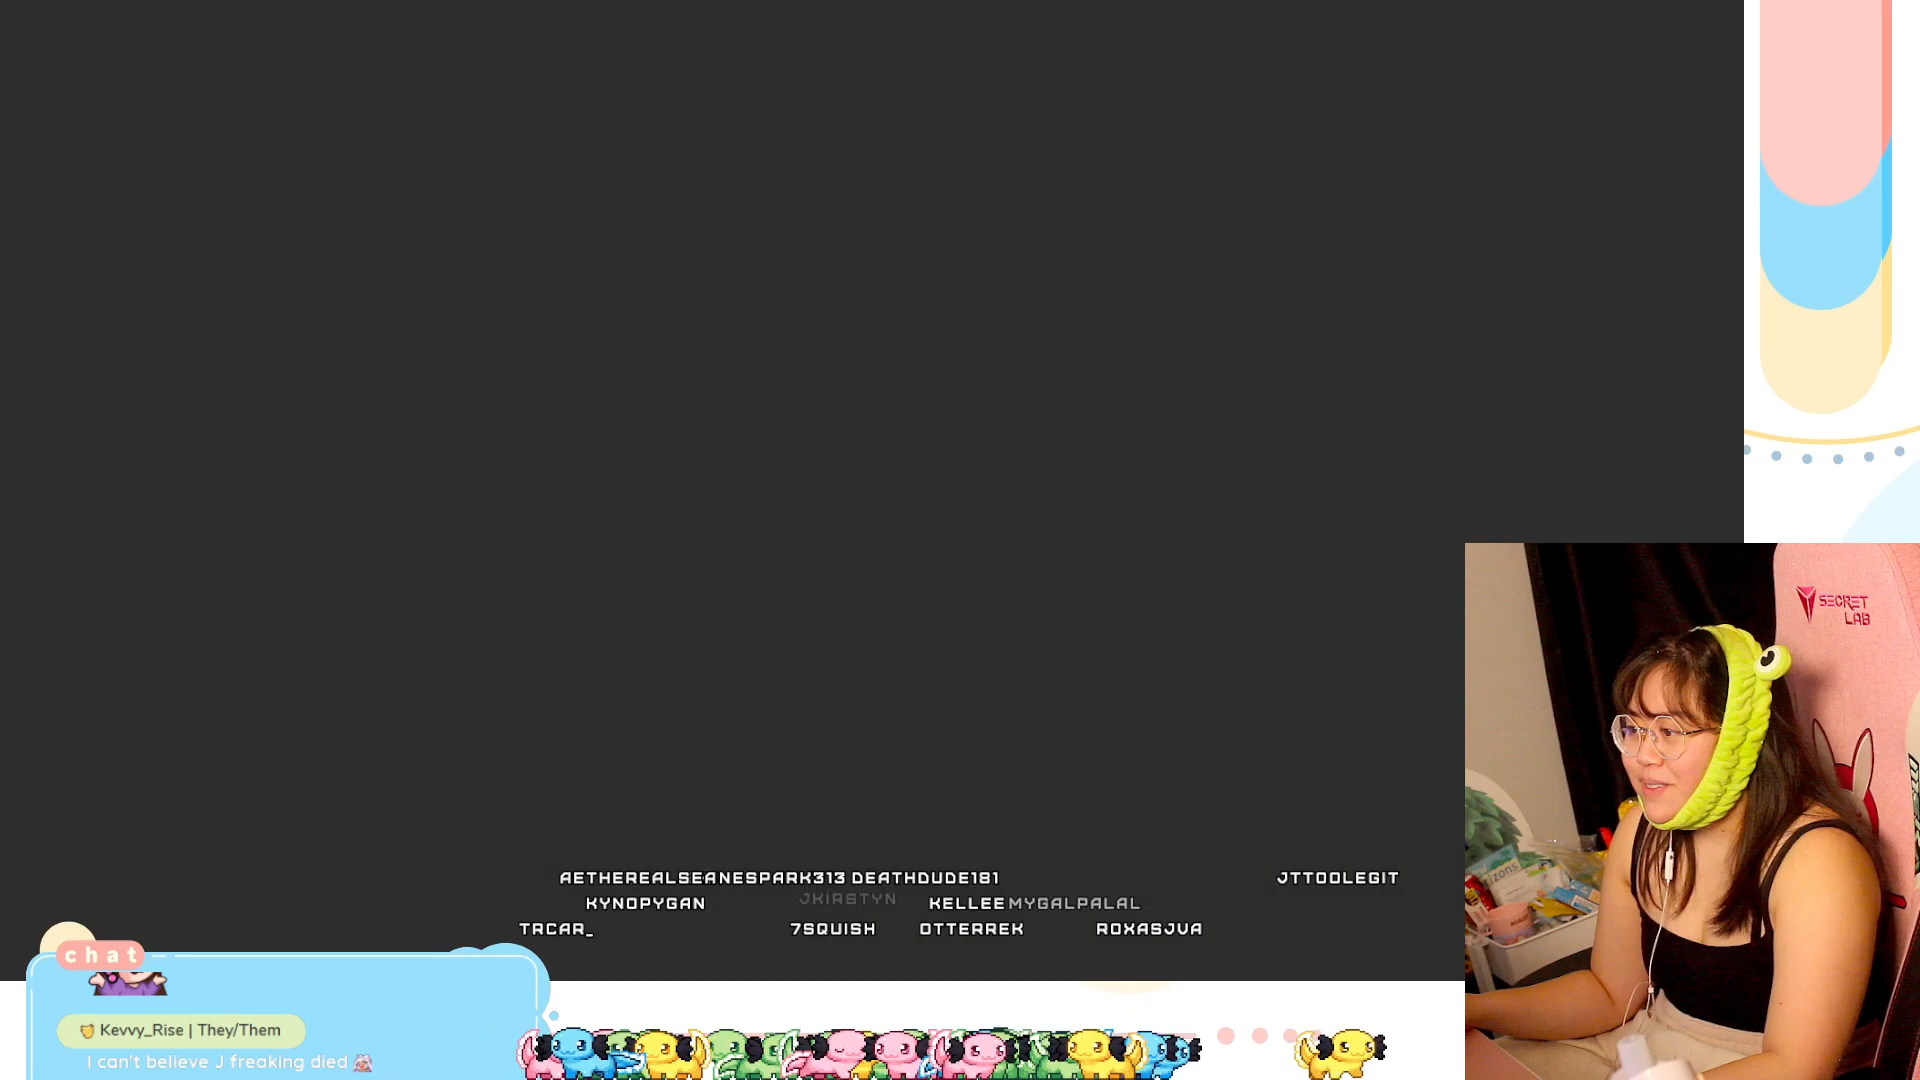 SECRET
LAB
AETHEREALSEANESPARK313 DEATHDUDE181 JTTOOLEGIT
JKIRSTYN
KYNOPYGAN KELLEE MYGALPALAL
TRCAR_ 7SQUISH OTTERREK ROXASJVA
chat
Kevvy_Rise | They/Them
I can't believe J freaking died